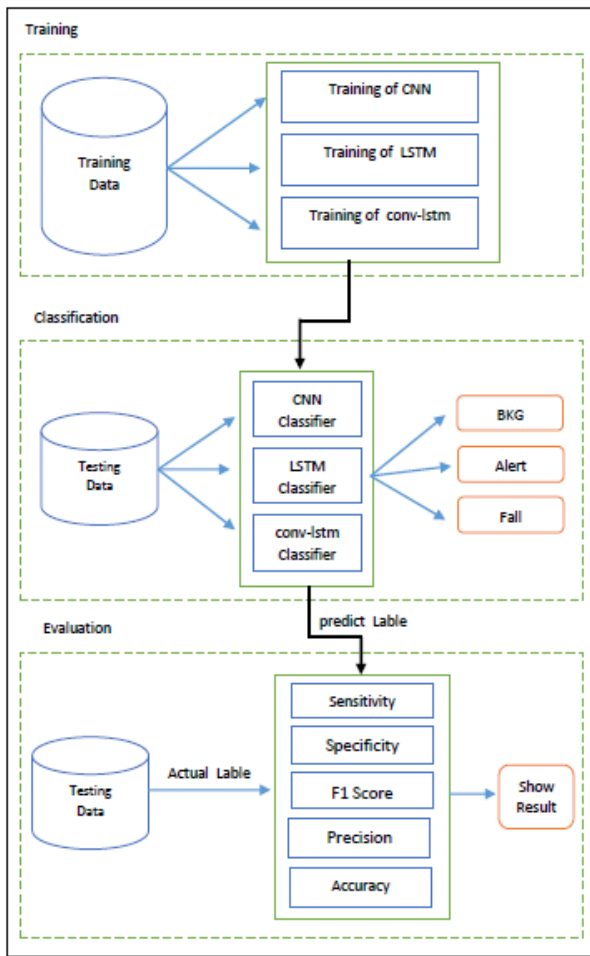 Training
Training
Data
Training of CNN
Training of LSTM
Training of conv-lstm
Classification
Testing
Data
CNN
Classifier
LSTM
Classifier
conv-lstm
Classifier
BKG
Alert
Fall
predict Lable
Evaluation
Testing
Data
Actual Lable
Sensitivity
Specificity
F1 Score
Precision
Accuracy
Show
Result